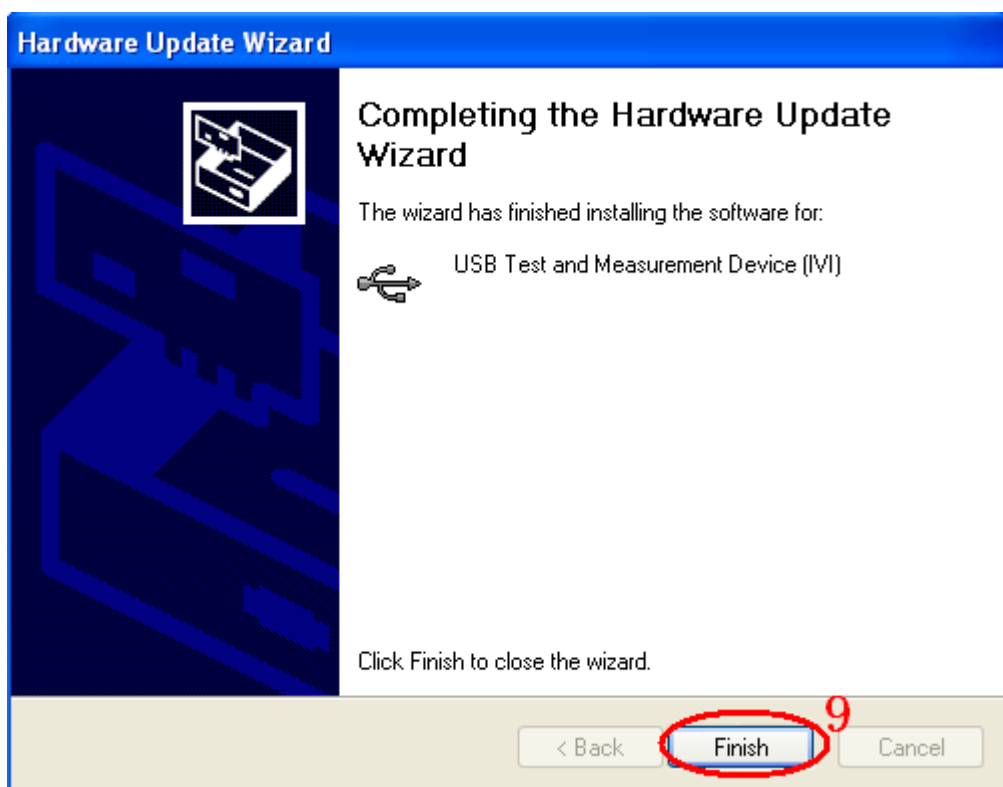 Hardware Update Wizard
Completing the Hardware Update
Wizard
The wizard has finished installing the software for:
USB Test and Measurement Device (IVI)
Click Finish to close the wizard.
9
< Back Finish Cancel